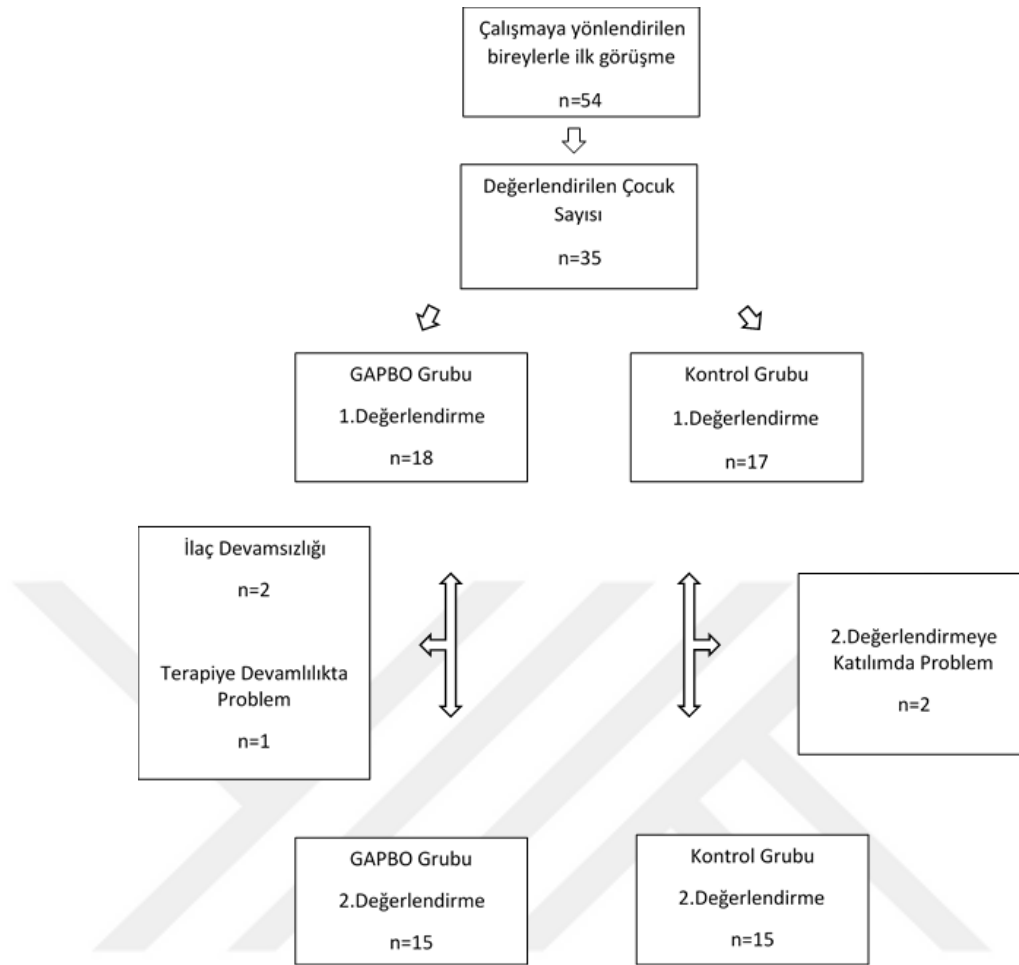 Çalışmaya yönlendirilen
bireylerle ilk görüşme
n=54
Değerlendirilen Çocuk
Sayısı
n=35
GAPBO Grubu
1.Değerlendirme
n=18
Kontrol Grubu
1.Değerlendirme
n=17
İlaç Devamsızlığı
n=2
Terapiye Devamlılıkta
Problem
n=1
2.Değerlendirmeye
Katılımda Problem
n=2
GAPBO Grubu
2.Değerlendirme
n=15
Kontrol Grubu
2.Değerlendirme
n=15